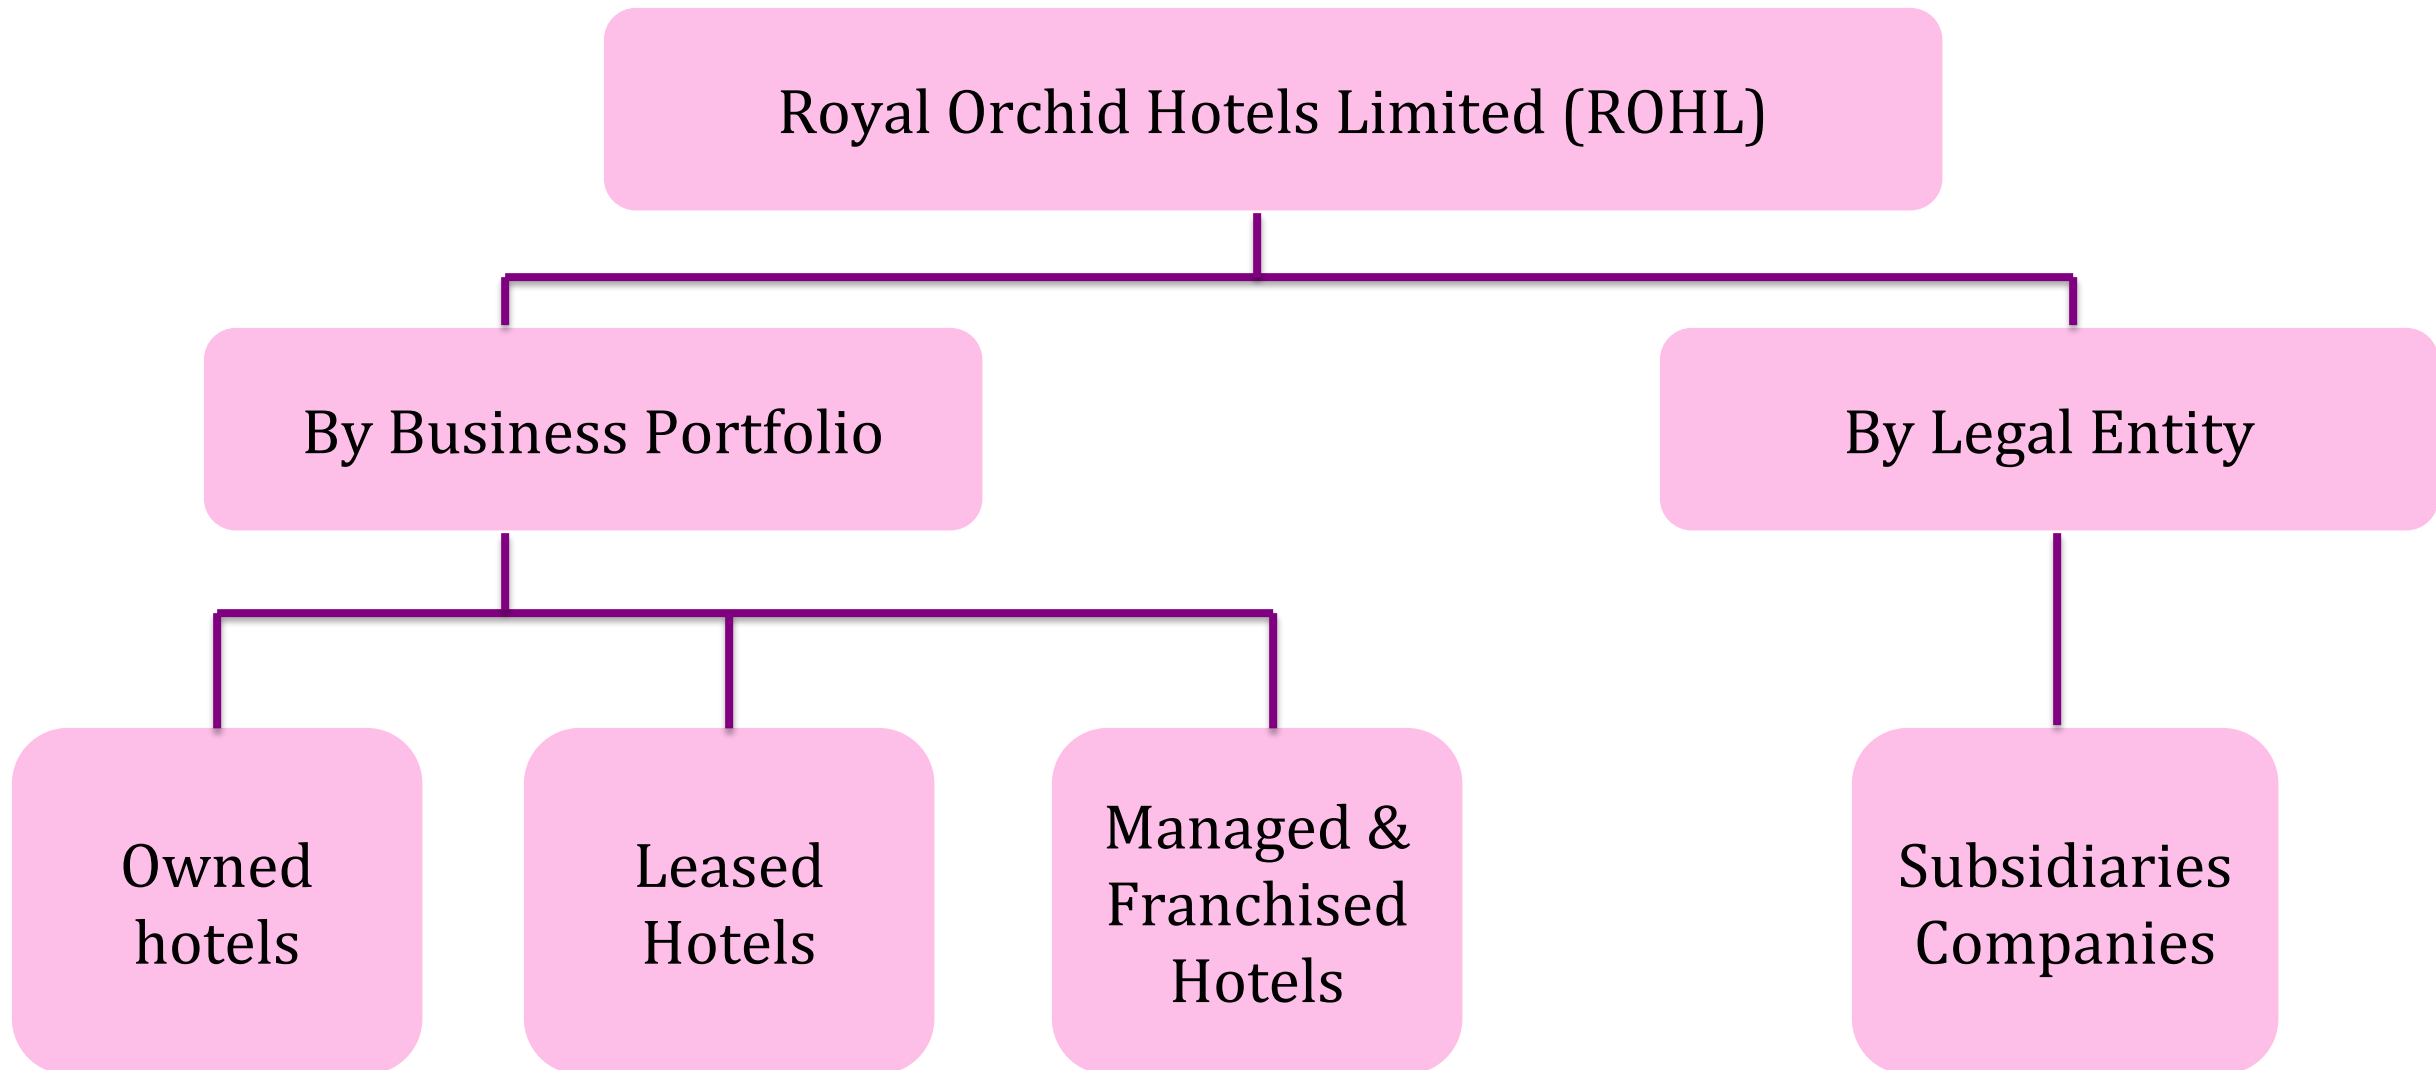 Royal Orchid Hotels Limited (ROHL)
By Business Portfolio
By Legal Entity
Owned
hotels
Leased
Hotels
Managed &
Franchised
Hotels
Subsidiaries
Companies